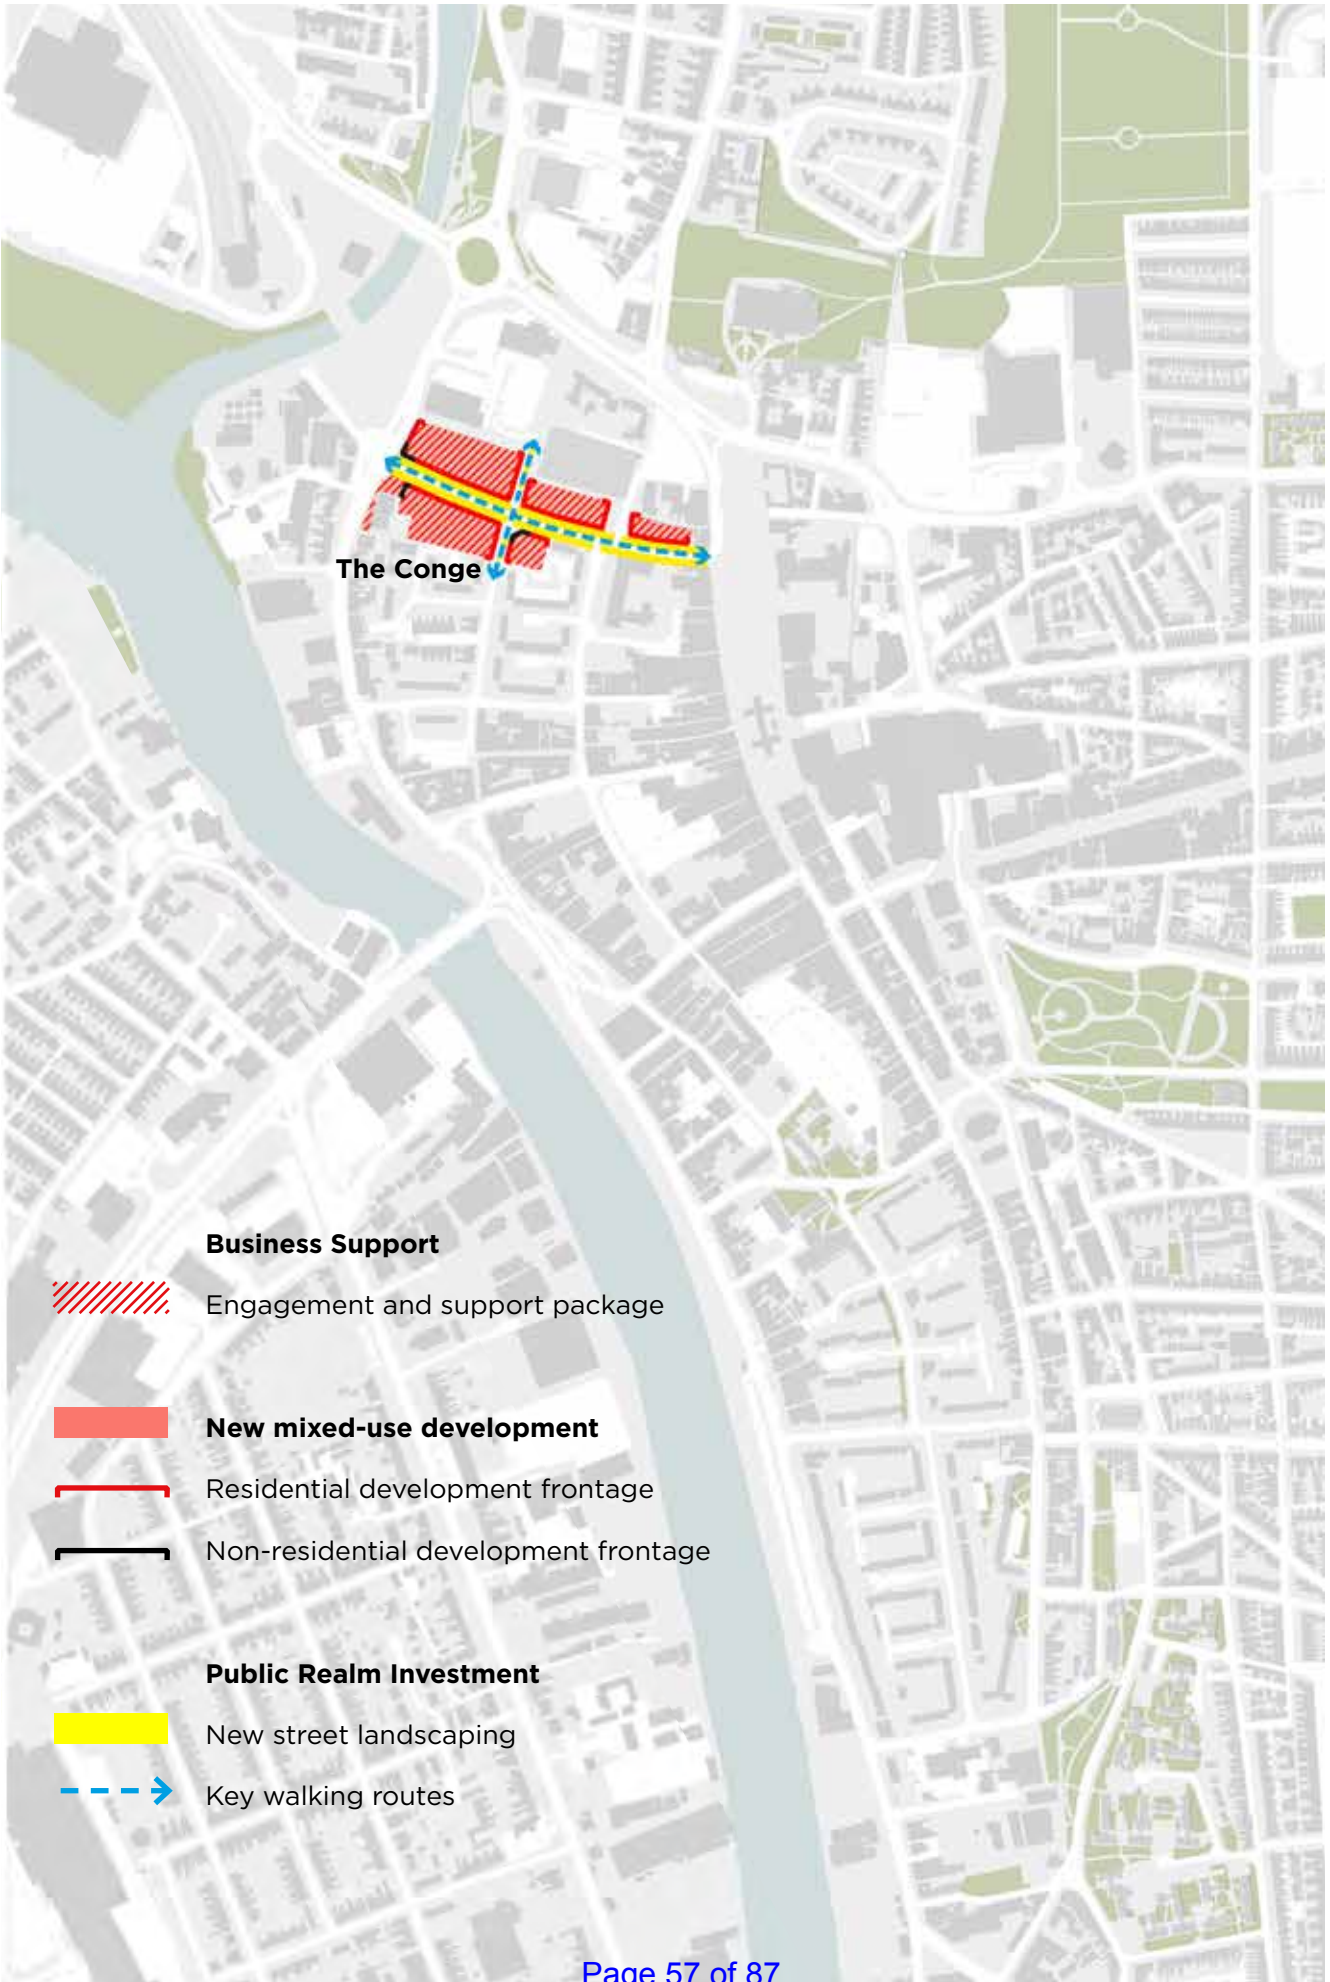 The Conge
Business Support
Engagement and support package
New mixed-use development
Residential development frontage
Non-residential development frontage
Public Realm Investment
New street landscaping
Key walking routes
Page 57 of 87